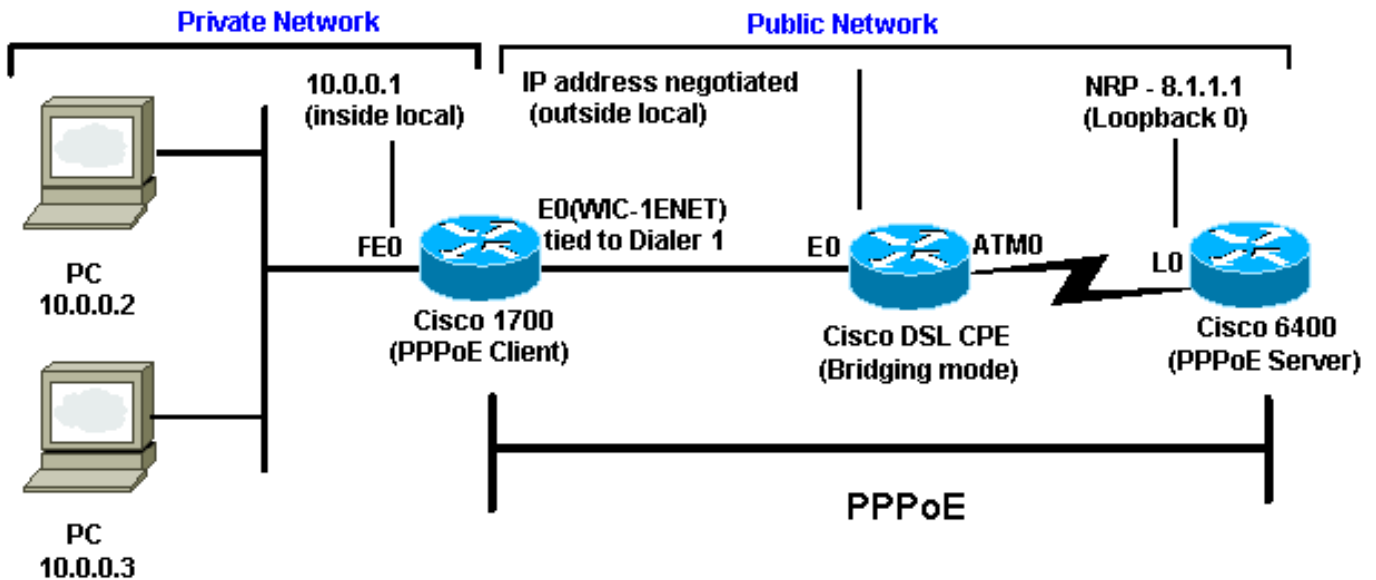 Private Network
Public Network
10.0.0.1
(inside local)
IP address negotiated
(outside local)
NRP - 8.1.1.1
(Loopback 0)
PC
10.0.0.2
FE0
E0(WIC-1ENET)
tied to Dialer 1
E0
ATM0
L0
Cisco 1700
(PPPoE Client)
Cisco DSL CPE
(Bridging mode)
Cisco 6400
(PPPoE Server)
PPPoE
PC
10.0.0.3